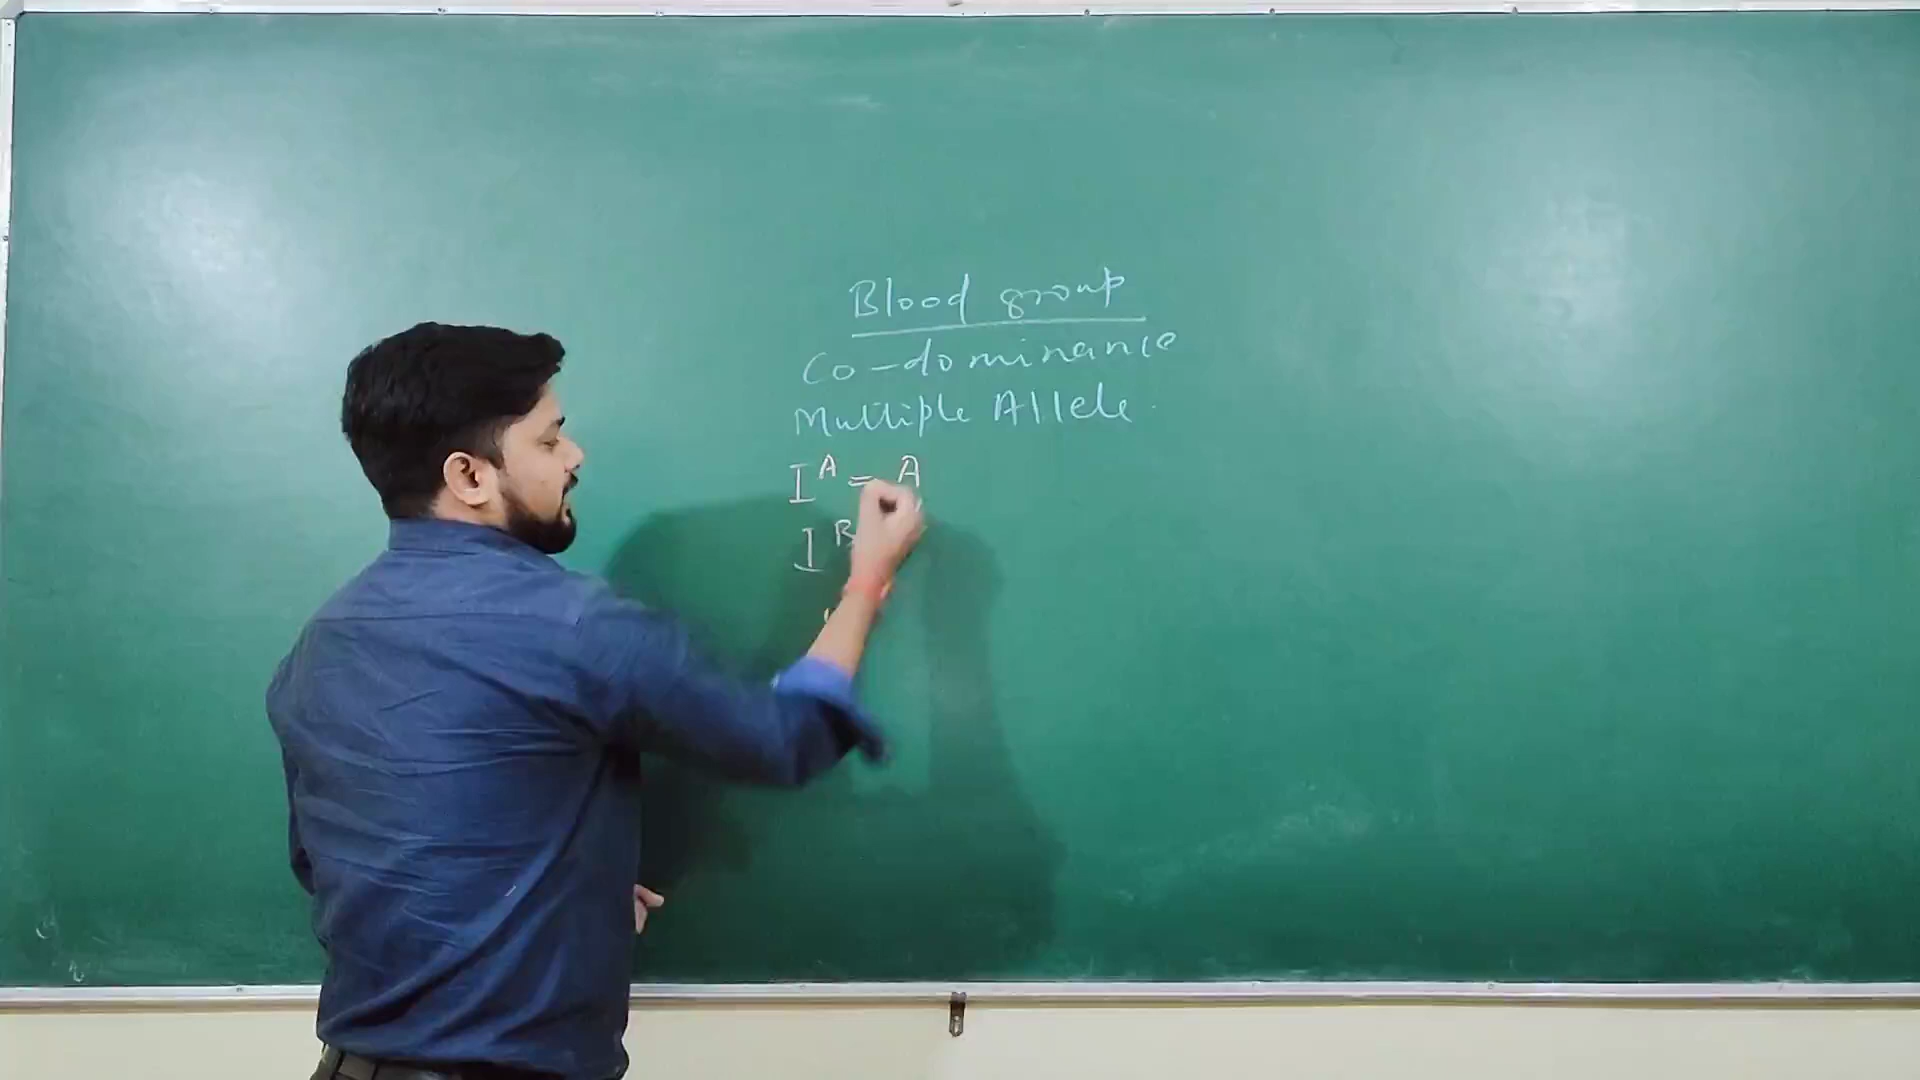 Blood group
Co-dominance
Multiple Allele.
I^A = A
I^B